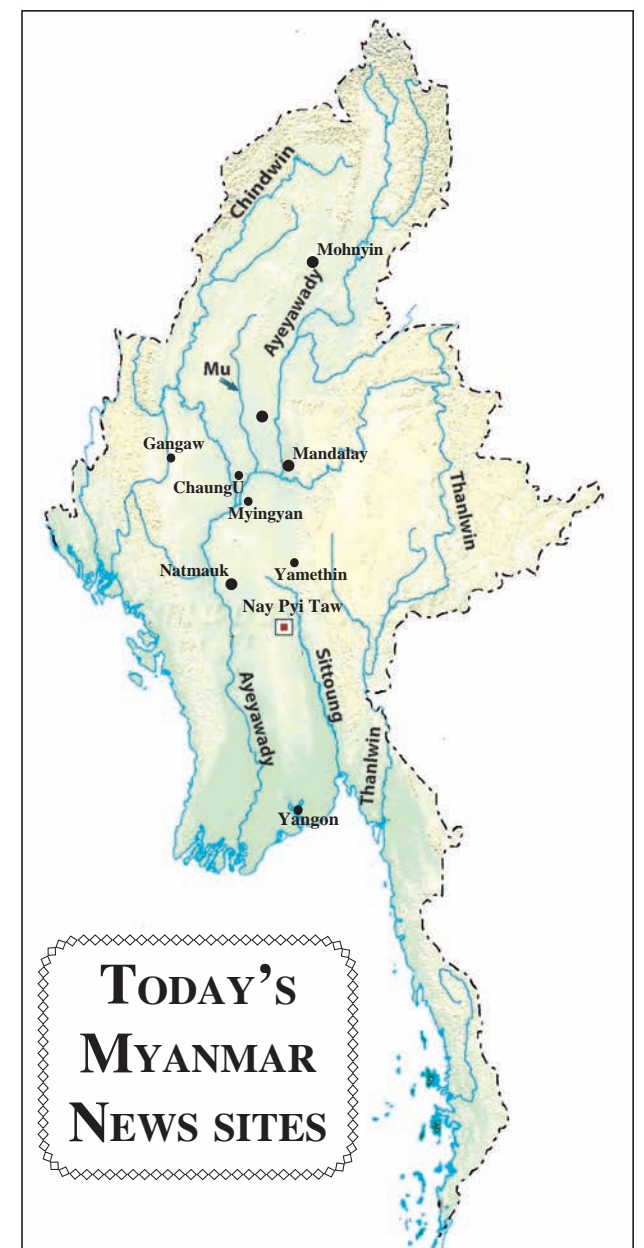 Chindwin
Mohnyin
Ayeyawady
Mu
Gangaw
Mandalay
ChaungU
Myingyan
Thanlwin
Natmauk
Yamethin
Nay Pyi Taw
Ayeyawady
Sittoung
Thanlwin
Yangon
TODAY'S
MYANMAR
NEWS SITES